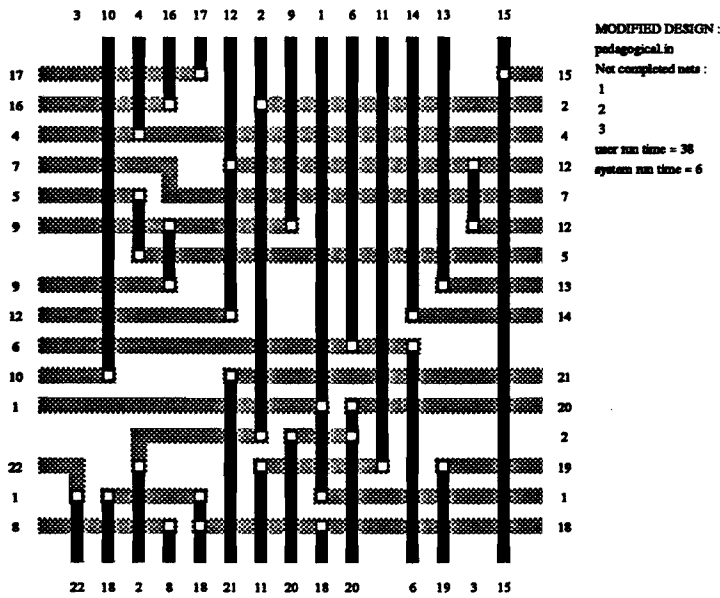 3 10 4 16 17 12 2 9 1 6 11 14 13 15
MODIFIED DESIGN :
pedagogical.in
Not completed nets :
1
2
3
user run time = 38
system run time = 6
17 15
16 2
4 4
7 12
5 7
9 12
5
9 13
12 14
6
10 21
1 20
2
22 19
1 1
8 18
22 18 2 8 18 21 11 20 18 20 6 19 3 15